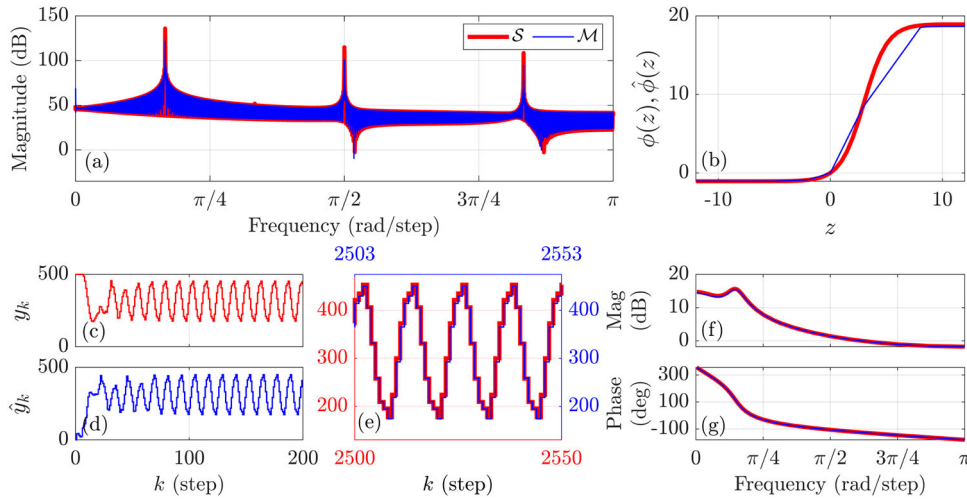 150
100
50
0
Magnitude (dB)
S
M
(a)
0
π/4
π/2
3π/4
π
Frequency (rad/step)
20
10
0
ϕ(z), ϕ̂(z)
(b)
-10
0
10
z
500
0
y_k
(c)
500
0
ŷ_k
(d)
0
100
200
k (step)
2503
2553
400
300
200
400
300
200
(e)
2500
2550
k (step)
20
10
0
Mag
(dB)
(f)
300
100
-100
Phase
(deg)
(g)
0
π/4
π/2
3π/4
π
Frequency (rad/step)